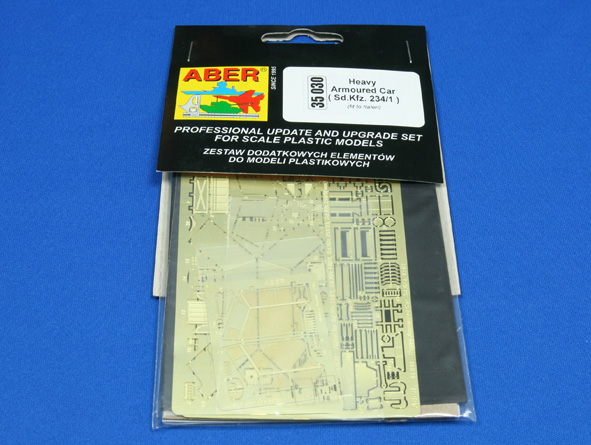 ABER
SINCE 1995
35 030
Heavy
Armoured Car
( Sd.Kfz. 234/1 )
PROFESSIONAL UPDATE AND UPGRADE SET
FOR SCALE PLASTIC MODELS
ZESTAW DODATKOWYCH ELEMENTÓW
DO MODELI PLASTIKOWYCH